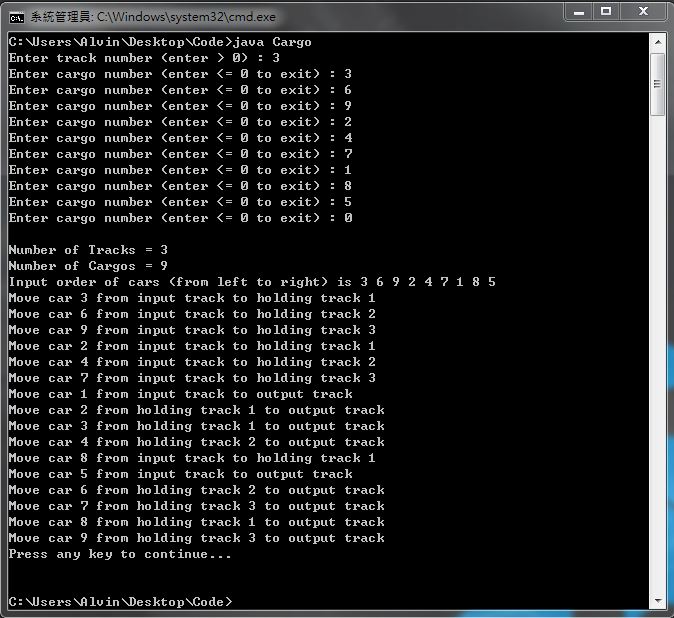 系統管理員: C:\Windows\system32\cmd.exe
C:\Users\Alvin\Desktop\Code>java Cargo
Enter track number (enter > 0) : 3
Enter cargo number (enter <= 0 to exit) : 3
Enter cargo number (enter <= 0 to exit) : 6
Enter cargo number (enter <= 0 to exit) : 9
Enter cargo number (enter <= 0 to exit) : 2
Enter cargo number (enter <= 0 to exit) : 4
Enter cargo number (enter <= 0 to exit) : 7
Enter cargo number (enter <= 0 to exit) : 1
Enter cargo number (enter <= 0 to exit) : 8
Enter cargo number (enter <= 0 to exit) : 5
Enter cargo number (enter <= 0 to exit) : 0
Number of Tracks = 3
Number of Cargos = 9
Input order of cars (from left to right) is 3 6 9 2 4 7 1 8 5
Move car 3 from input track to holding track 1
Move car 6 from input track to holding track 2
Move car 9 from input track to holding track 3
Move car 2 from input track to holding track 1
Move car 4 from input track to holding track 2
Move car 7 from input track to holding track 3
Move car 1 from input track to output track
Move car 2 from holding track 1 to output track
Move car 3 from holding track 1 to output track
Move car 4 from holding track 2 to output track
Move car 8 from input track to holding track 1
Move car 5 from input track to output track
Move car 6 from holding track 2 to output track
Move car 7 from holding track 3 to output track
Move car 8 from holding track 1 to output track
Move car 9 from holding track 3 to output track
Press any key to continue...
C:\Users\Alvin\Desktop\Code>